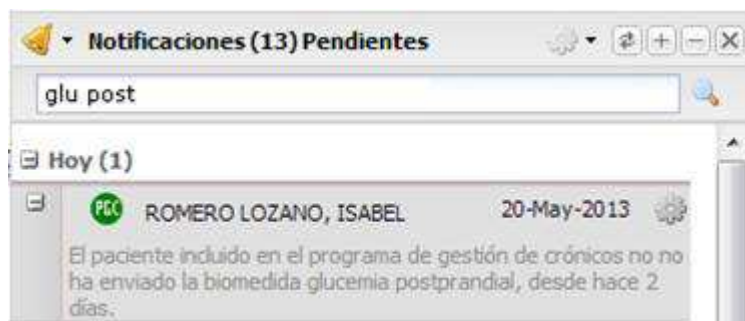 Notificaciones (13) Pendientes
glu post
Hoy (1)
PGC ROMERO LOZANO, ISABEL 20-May-2013
El paciente incluido en el programa de gestión de crónicos no no
ha enviado la biomedida glucemia postprandial, desde hace 2
días.